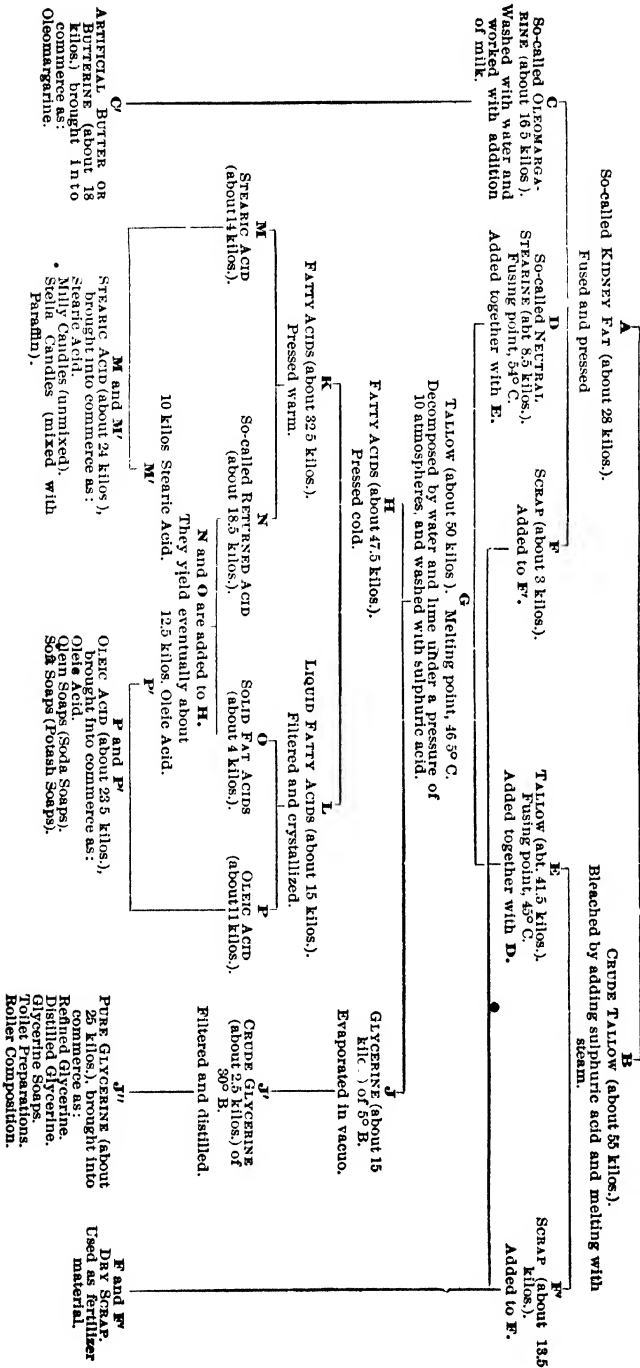 A
So-called KIDNEY FAT (about 28 kilos.).
Fused and pressed
B
CRUDE TALLOW (about 55 kilos.).
Bleached by adding sulphuric acid and melting with
steam.
C
So-called OLEOMARGA-
RINE (about 16 5 kilos ).
Washed with water and
worked with addition
of milk.
D
So-called NEUTRAL
STEARINE (abt 8.5 kilos.).
Fusing point, 54° C.
Added together with E.
F
SCRAP (about 3 kilos.).
Added to F'.
E
TALLOW (abt. 41.5 kilos.).
Fusing point, 45° C.
Added together with D.
F'
SCRAP (about 13.5
kilos.).
Added to F.
G
TALLOW (about 50 kilos ). Melting point, 46 5° C.
Decomposed by water and lime under a pressure of
10 atmospheres, and washed with sulphuric acid.
H
FATTY ACIDS (about 47.5 kilos.).
Pressed cold.
J
GLYCERINE (about 15
) of 5° B.
Evaporated in vacuo.
K
FATTY ACIDS (about 32 5 kilos.).
Pressed warm.
L
LIQUID FATTY ACIDS (about 15 kilos.).
Filtered and crystallized.
M
STEARIC ACID
(about 14 kilos.).
N
So-called RETURNED ACID
(about 18.5 kilos.).
O
SOLID FAT ACIDS
(about 4 kilos.).
P
OLEIC ACID
(about 11 kilos.).
J'
CRUDE GLYCERINE
(about 2.5 kilos.) of
30° B.
Filtered and distilled.
N and O are added to H.
They yield eventually about
10 kilos Stearic Acid. 12.5 kilos. Oleic Acid.
M'
P'
C'
ARTIFICIAL BUTTER OR
BUTTERINE (about 18
kilos.) brought into
commerce as:
Oleomargarine.
M and M'
STEARIC ACID (about 24 kilos ),
brought into commerce as:
Stearic Acid.
Milly Candles (unmixed).
Stella Candles (mixed with
Paraffin).
P and P'
OLEIC ACID (about 23 5 kilos.),
brought into commerce as:
Oleic Acid.
Olein Soaps (Soda Soaps).
Soft Soaps (Potash Soaps).
J''
PURE GLYCERINE (about
25 kilos.), brought into
commerce as:
Refined Glycerine.
Distilled Glycerine.
Glycerine Soaps.
Toilet Preparations.
Roller Composition.
F and F'
DRY SCRAP.
Used as fertilizer
material.